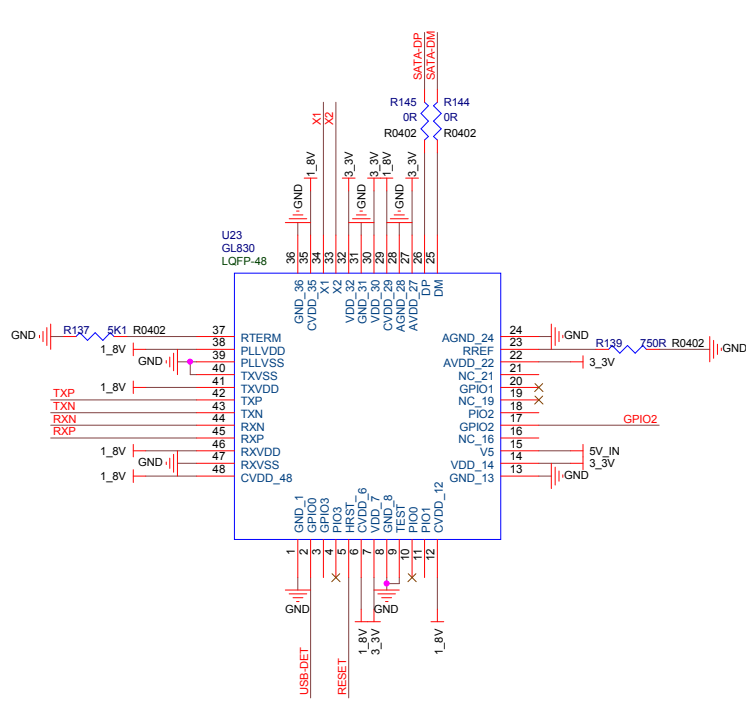 SATA-DP
SATA-DM
R145
R144
0R
0R
R0402
R0402
X1
X2
GND
1_8V
3_3V
GND
3_3V
1_8V
GND
3_3V
U23
GL830
LQFP-48
36
35
34
33
32
31
30
29
28
27
26
25
GND_36
CVDD_35
X1
X2
VDD_32
GND_31
VDD_30
CVDD_29
AGND_28
AVDD_27
DP
DM
GND
R137
5K1
R0402
37
RTERM
1_8V
38
PLLVDD
GND
39
PLLVSS
40
TXVSS
1_8V
41
TXVDD
TXP
42
TXP
TXN
43
TXN
RXN
44
RXN
RXP
45
RXP
1_8V
46
RXVDD
GND
47
RXVSS
1_8V
48
CVDD_48
AGND_24
24
GND
RREF
23
R139
750R
R0402
GND
AVDD_22
22
3_3V
NC_21
21
GPIO1
20
NC_19
19
PIO2
18
GPIO2
17
GPIO2
NC_16
16
V5
15
5V_IN
VDD_14
14
3_3V
GND_13
13
GND
GND_1
GPIO0
GPIO3
PIO3
HRST
CVDD_6
VDD_7
GND_8
TEST
PIO0
PIO1
CVDD_12
1
2
3
4
5
6
7
8
9
10
11
12
GND
GND
USB-DET
RESET
1_8V
3_3V
1_8V